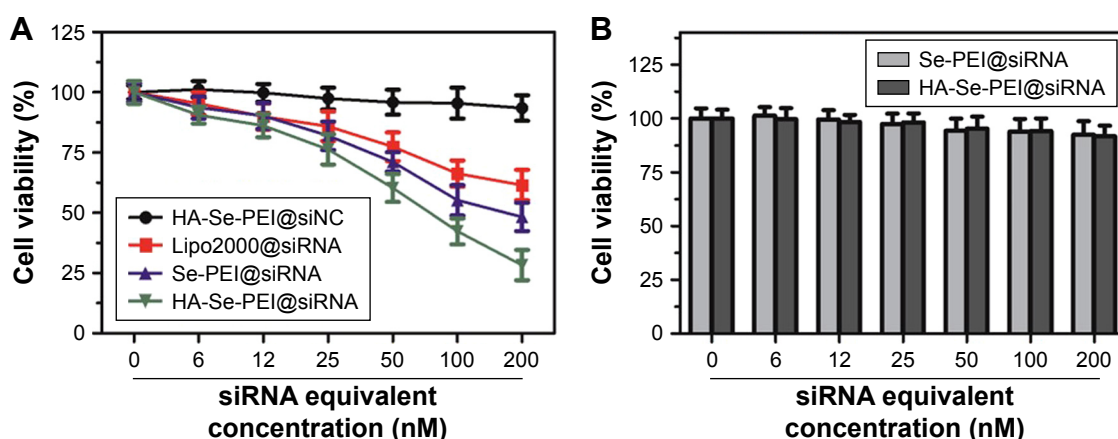 A
Cell viability (%)
125
100
75
50
25
0
HA-Se-PEI@siNC
Lipo2000@siRNA
Se-PEI@siRNA
HA-Se-PEI@siRNA
0 6 12 25 50 100 200
siRNA equivalent
concentration (nM)
B
Cell viability (%)
125
100
75
50
25
0
Se-PEI@siRNA
HA-Se-PEI@siRNA
0 6 12 25 50 100 200
siRNA equivalent
concentration (nM)